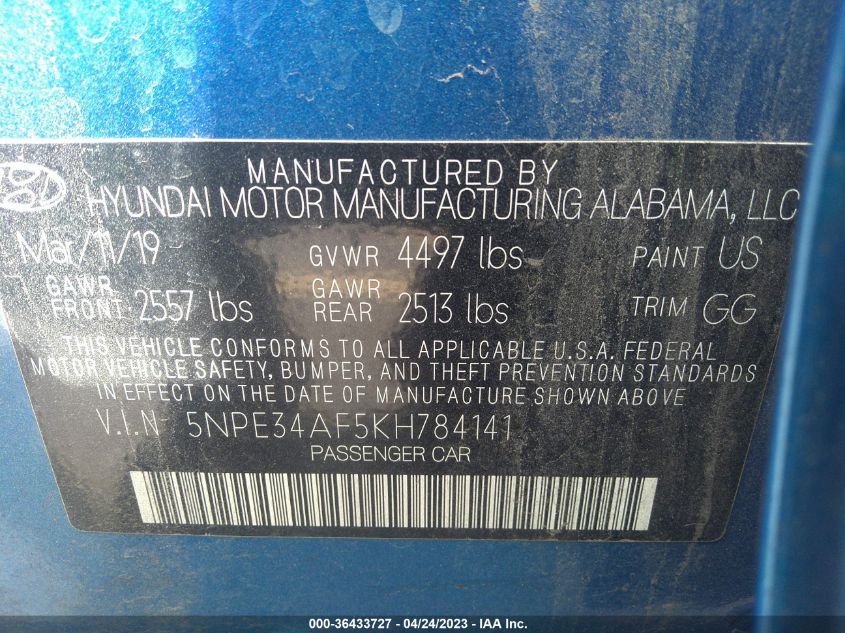 MANUFACTURED BY
HYUNDAI MOTOR MANUFACTURING ALABAMA, LLC
Mar/11/19 GVWR 4497 lbs PAINT US
GAWR FRONT 2557 lbs GAWR REAR 2513 lbs TRIM GG
THIS VEHICLE CONFORMS TO ALL APPLICABLE U.S.A. FEDERAL
MOTOR VEHICLE SAFETY, BUMPER, AND THEFT PREVENTION STANDARDS
IN EFFECT ON THE DATE OF MANUFACTURE SHOWN ABOVE
V.I.N 5NPE34AF5KH784141
PASSENGER CAR
000-36433727 - 04/24/2023 - IAA Inc.